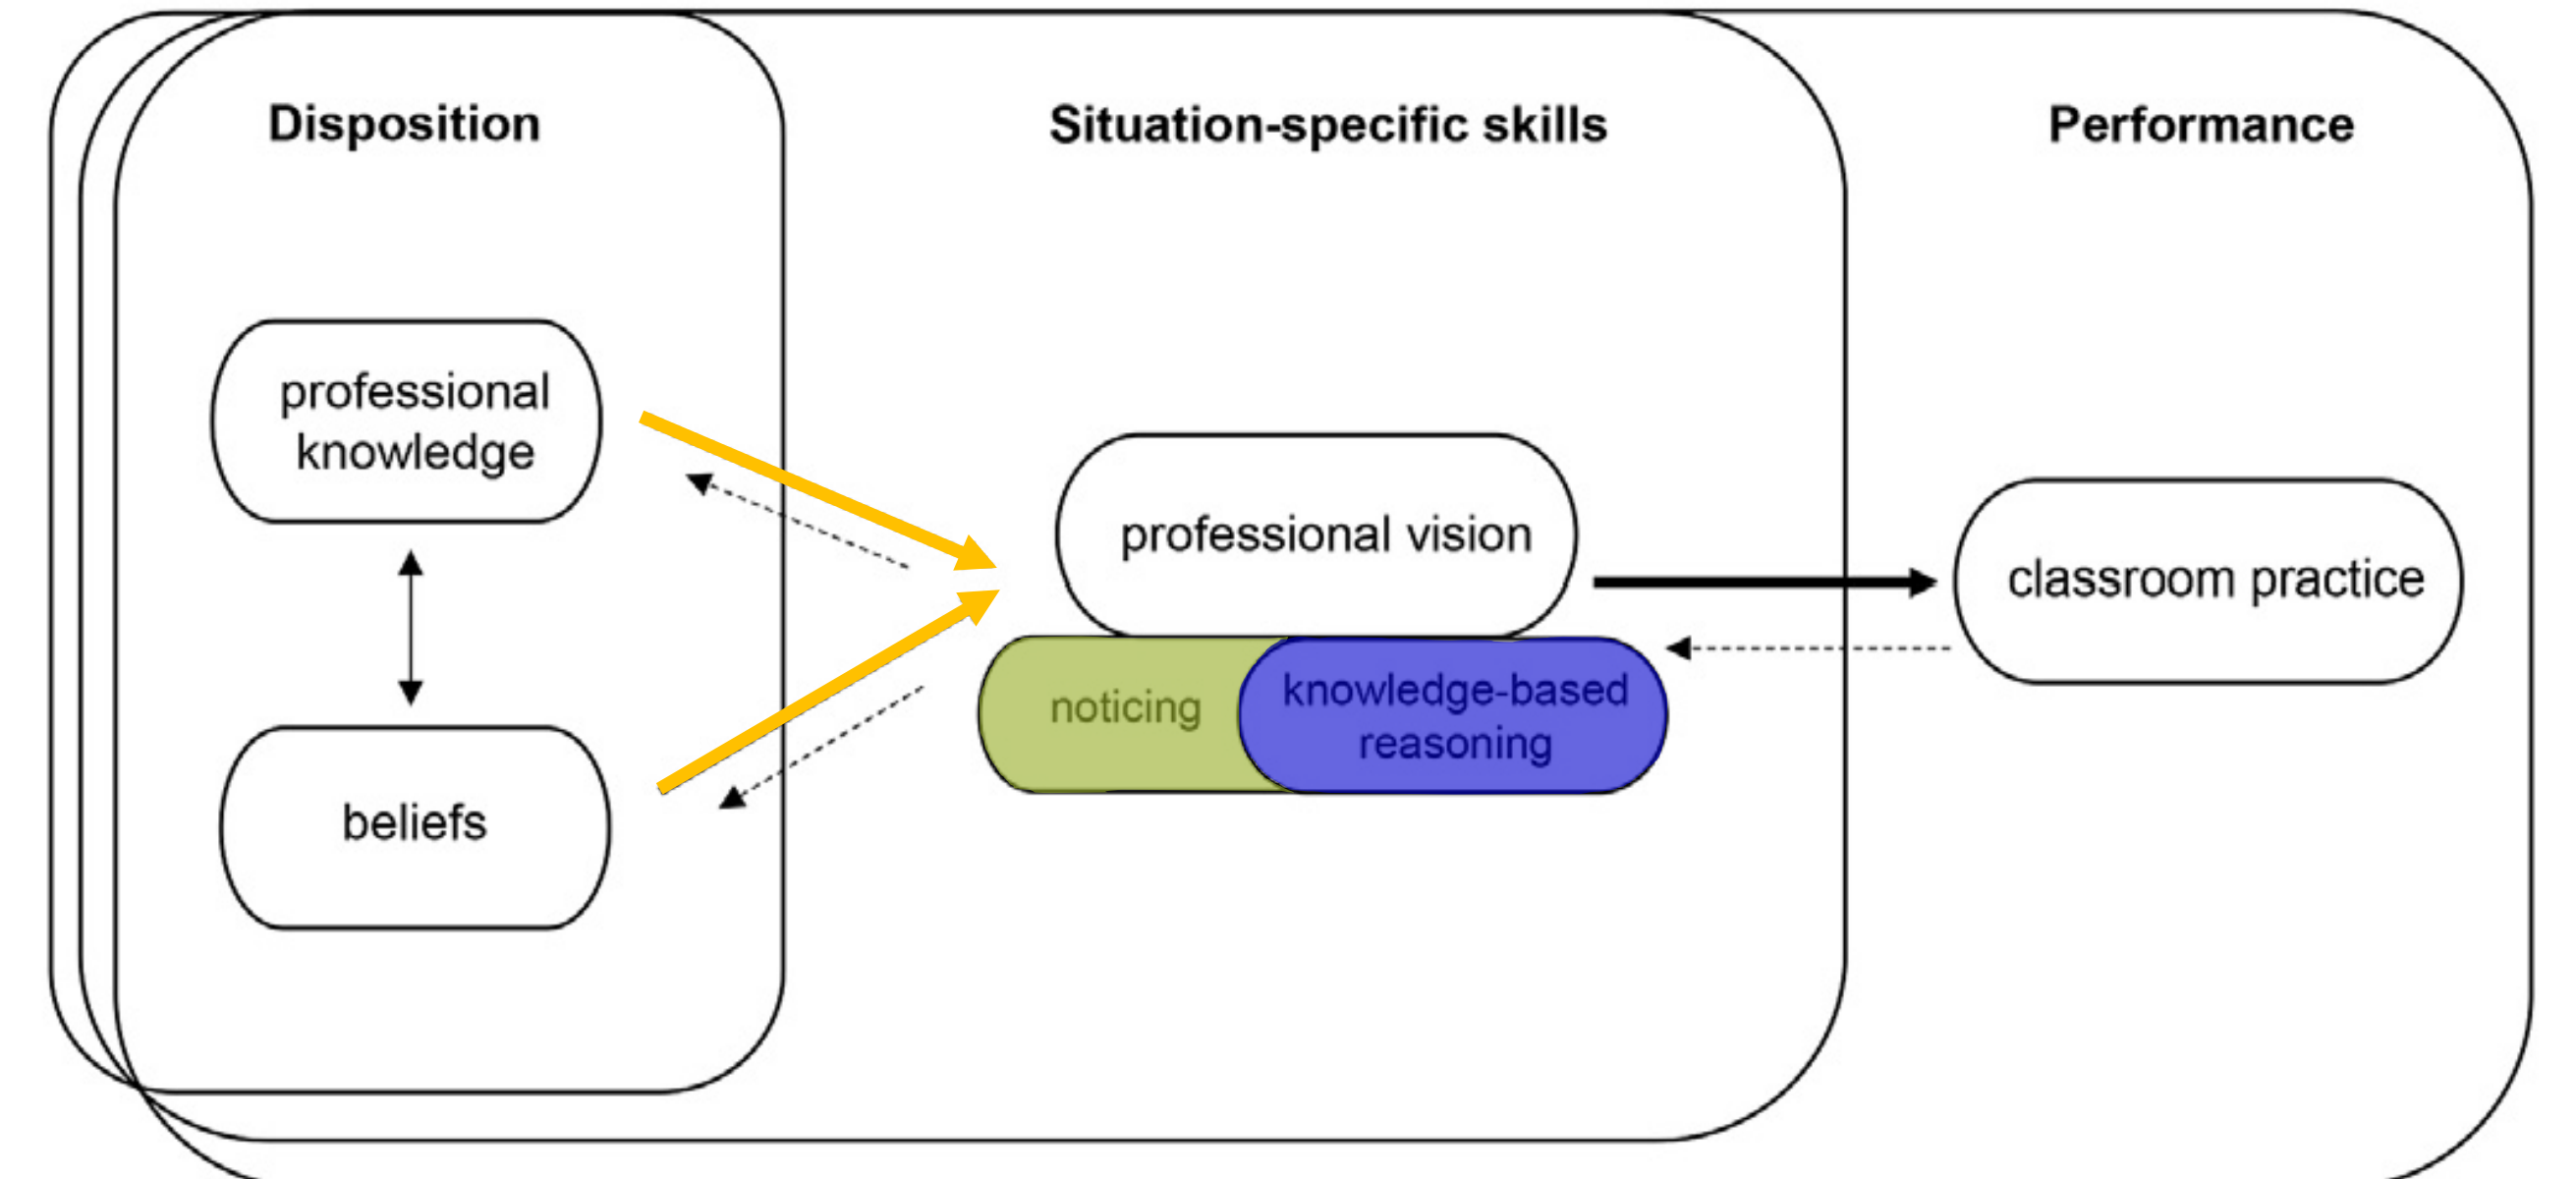 Disposition
Situation-specific skills
Performance
professional
knowledge
beliefs
professional vision
noticing
knowledge-based
reasoning
classroom practice